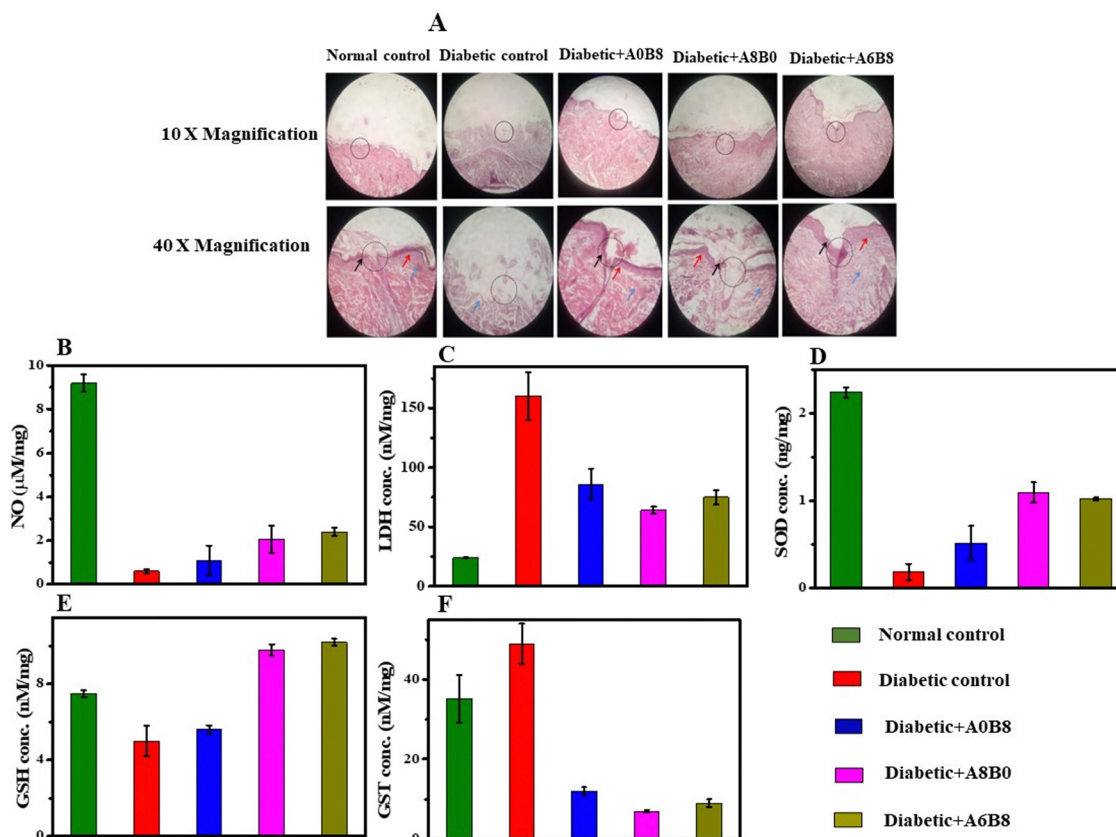 A
Normal control Diabetic control Diabetic+A0B8 Diabetic+A8B0 Diabetic+A6B8
10 X Magnification
40 X Magnification
B
10
8
6
4
2
0
NO (µM/mg)
C
150
100
50
0
LDH conc. (nM/mg)
D
2
1
0
SOD conc. (ng/mg)
E
8
4
0
GSH conc. (nM/mg)
F
40
20
0
GST conc. (nM/mg)
Normal control
Diabetic control
Diabetic+A0B8
Diabetic+A8B0
Diabetic+A6B8